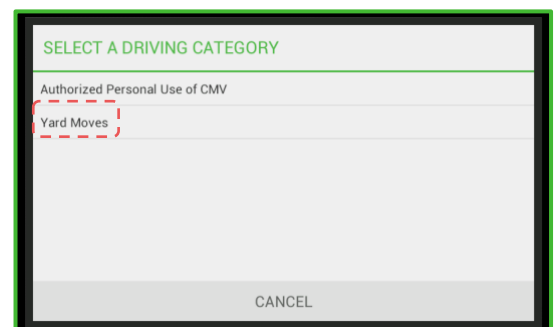 SELECT A DRIVING CATEGORY
Authorized Personal Use of CMV
Yard Moves
CANCEL